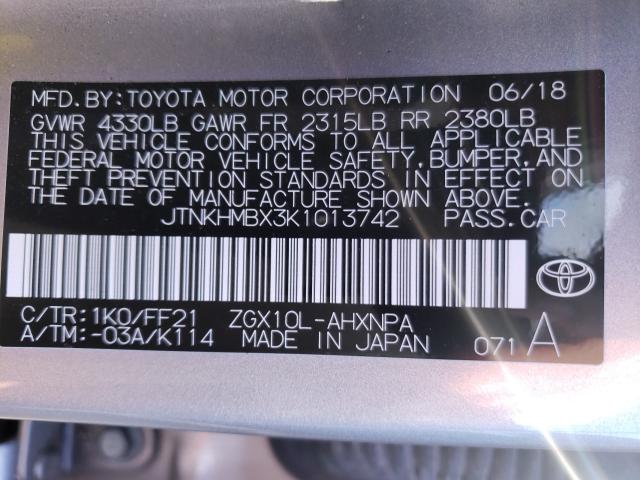 MFD.BY:TOYOTA MOTOR CORPORATION 06/18
GVWR 4330LB GAWR FR 2315LB RR 2380LB
THIS VEHICLE CONFORMS TO ALL APPLICABLE
FEDERAL MOTOR VEHICLE SAFETY,BUMPER,AND
THEFT PREVENTION STANDARDS IN EFFECT ON
THE DATE OF MANUFACTURE SHOWN ABOVE.
JTNKHMBX3K1013742 PASS.CAR
C/TR:1K0/FF21 ZGX10L-AHXNPA
A/TM:-03A/K114 MADE IN JAPAN 071 A